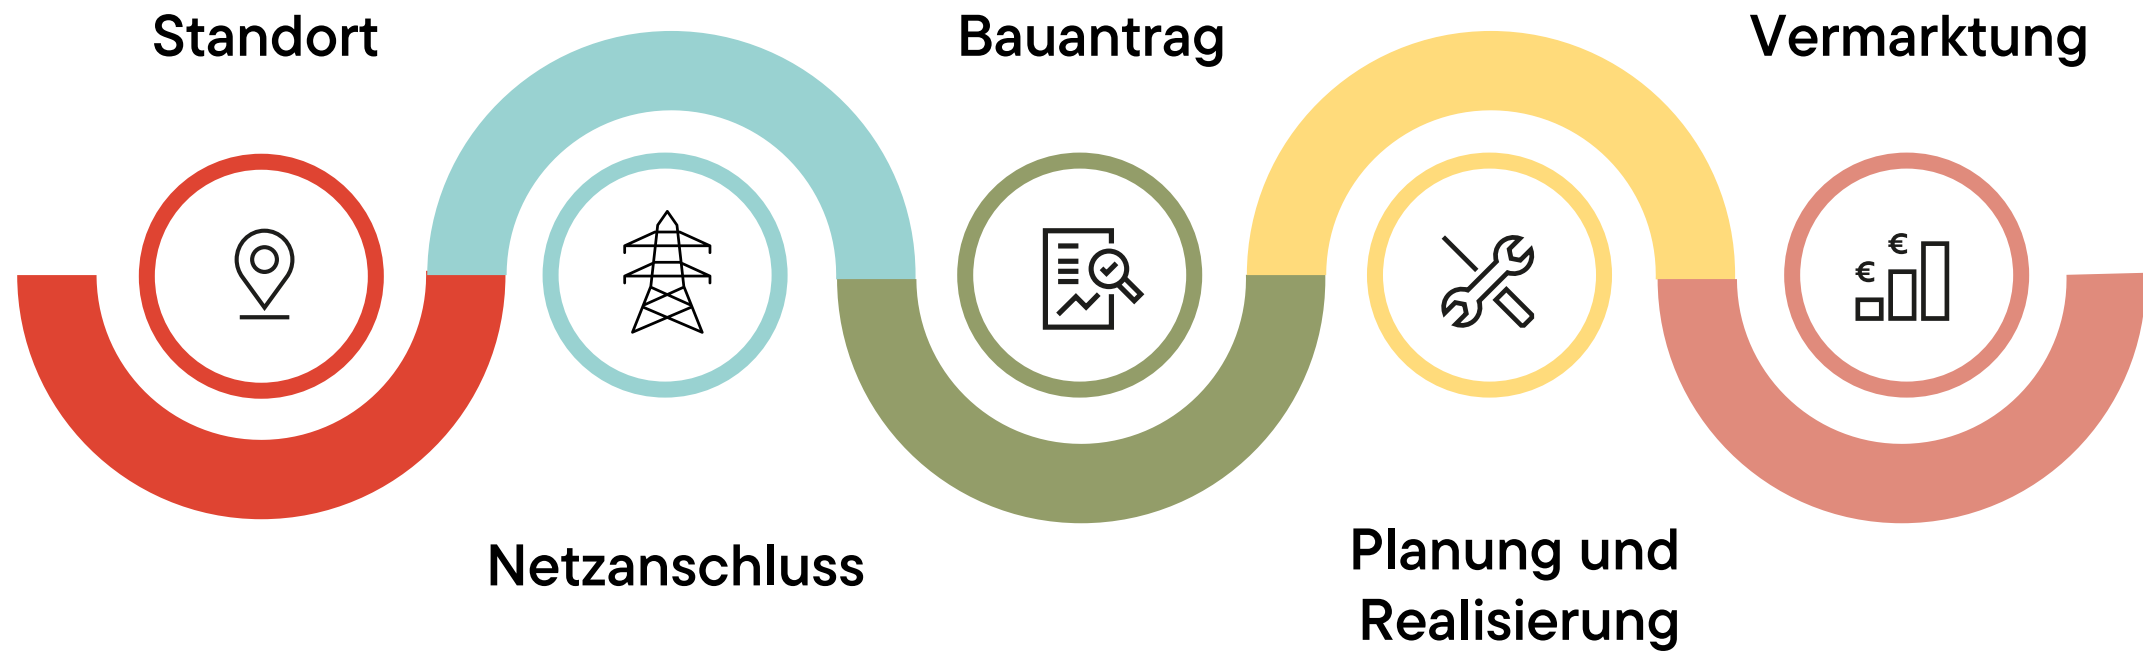 Standort
Netzanschluss
Bauantrag
Planung und
Realisierung
Vermarktung
€
€